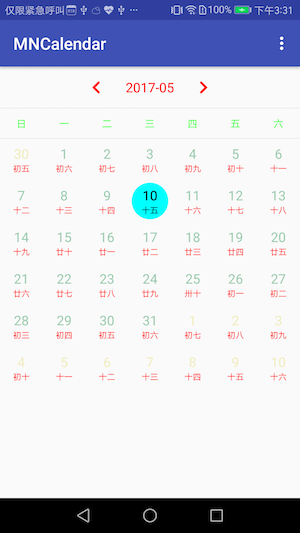 仅限紧急呼叫 100% 下午3:31
MNCalendar
2017-05
日 一 二 三 四 五 六
30 1 2 3 4 5 6
初五 初六 初七 初八 初九 初十 十一
7 8 9 10 11 12 13
十二 十三 十四 十五 十六 十七 十八
14 15 16 17 18 19 20
十九 二十 廿一 廿二 廿三 廿四 廿五
21 22 23 24 25 26 27
廿六 廿七 廿八 廿九 卅十 初一 初二
28 29 30 31 1 2 3
初三 初四 初五 初六 初七 初八 初九
4 5 6 7 8 9 10
初十 十一 十二 十三 十四 十五 十六